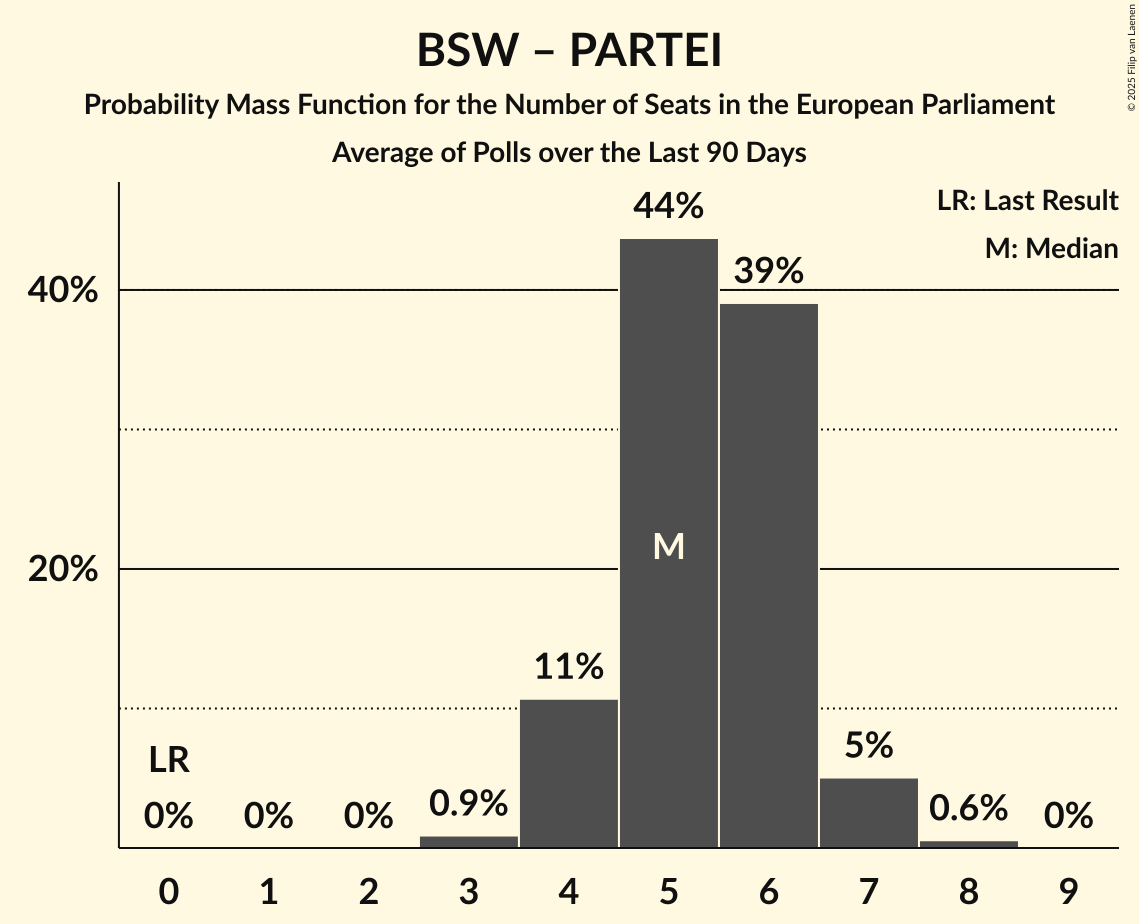 BSW – PARTEI
Probability Mass Function for the Number of Seats in the European Parliament
Average of Polls over the Last 90 Days
© 2025 Filip van Laenen
LR: Last Result
M: Median
44%
39%
40%
M
20%
11%
LR
5%
0% 0% 0% 0.9% 0.6% 0%
0 1 2 3 4 5 6 7 8 9